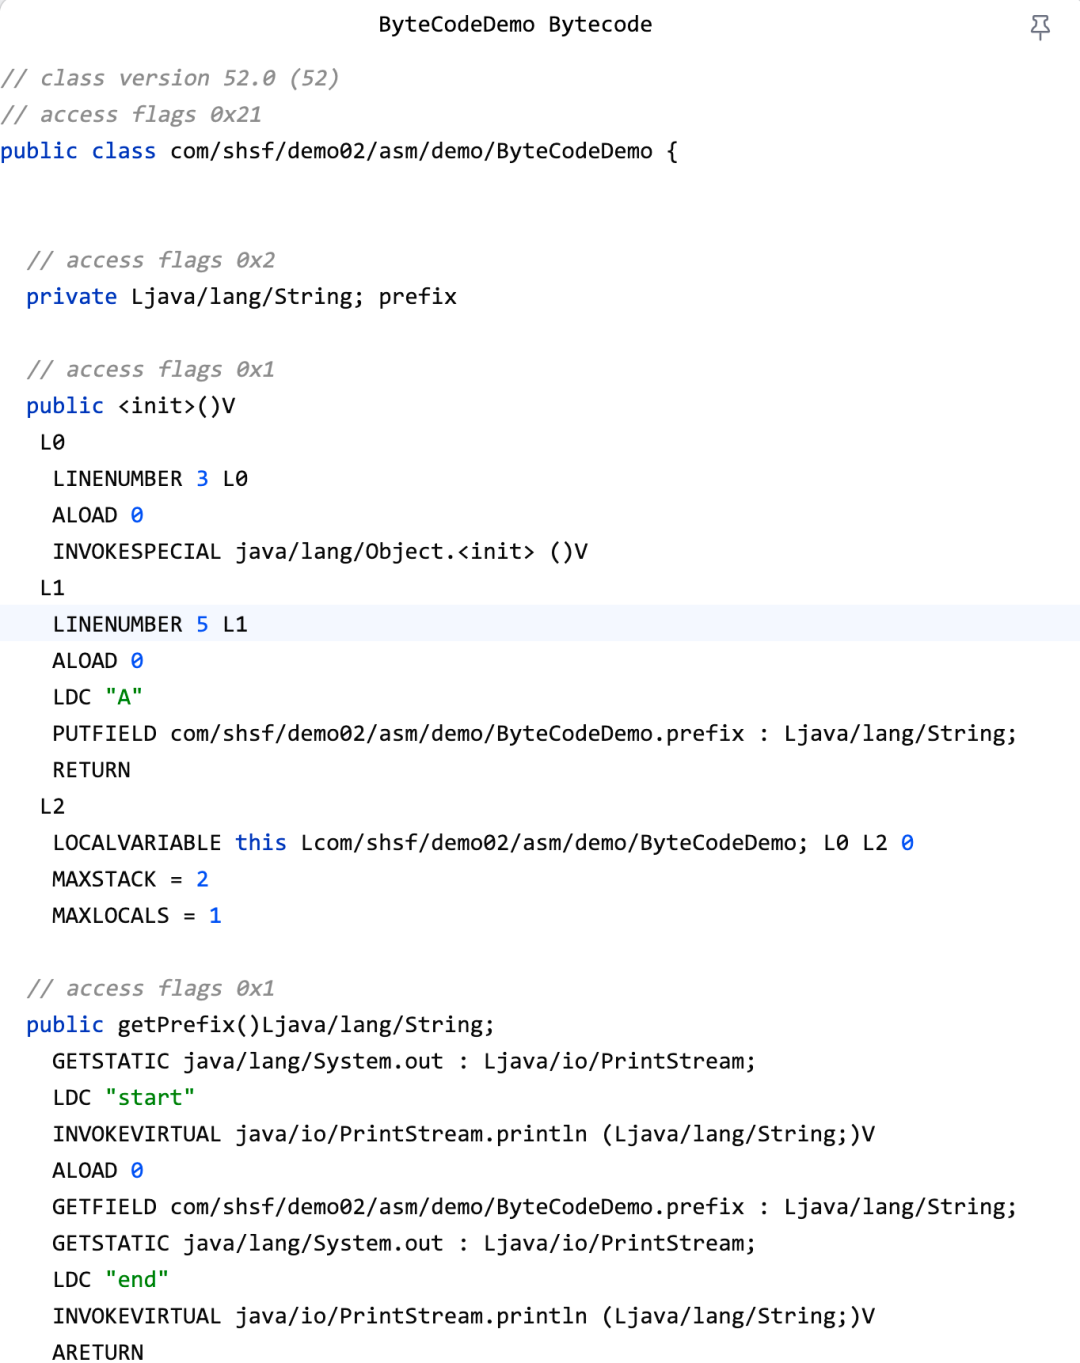 ByteCodeDemo Bytecode
// class version 52.0 (52)
// access flags 0x21
public class com/shsf/demo02/asm/demo/ByteCodeDemo {
// access flags 0x2
private Ljava/lang/String; prefix
// access flags 0x1
public <init>()V
L0
LINENUMBER 3 L0
ALOAD 0
INVOKESPECIAL java/lang/Object.<init> ()V
L1
LINENUMBER 5 L1
ALOAD 0
LDC "A"
PUTFIELD com/shsf/demo02/asm/demo/ByteCodeDemo.prefix : Ljava/lang/String;
RETURN
L2
LOCALVARIABLE this Lcom/shsf/demo02/asm/demo/ByteCodeDemo; L0 L2 0
MAXSTACK = 2
MAXLOCALS = 1
// access flags 0x1
public getPrefix()Ljava/lang/String;
GETSTATIC java/lang/System.out : Ljava/io/PrintStream;
LDC "start"
INVOKEVIRTUAL java/io/PrintStream.println (Ljava/lang/String;)V
ALOAD 0
GETFIELD com/shsf/demo02/asm/demo/ByteCodeDemo.prefix : Ljava/lang/String;
GETSTATIC java/lang/System.out : Ljava/io/PrintStream;
LDC "end"
INVOKEVIRTUAL java/io/PrintStream.println (Ljava/lang/String;)V
ARETURN